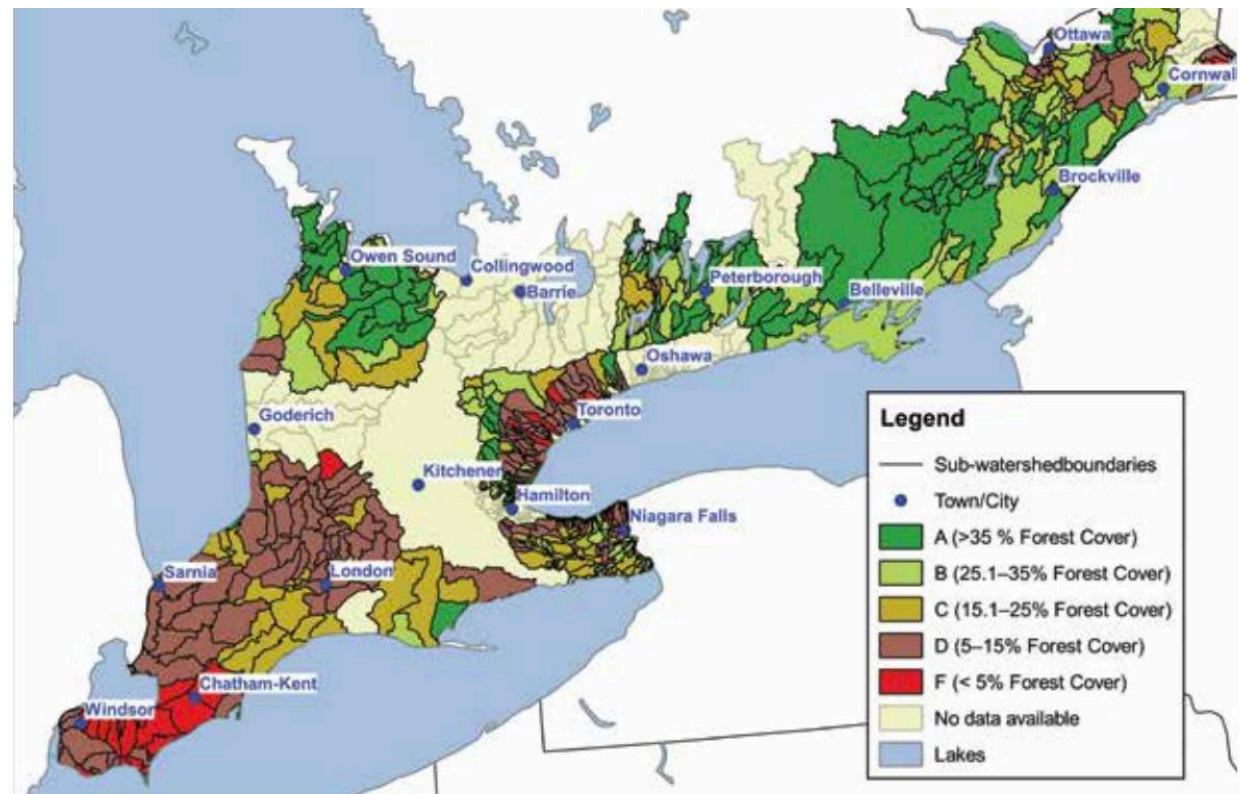 Ottawa
Cornwal
Brockville
Owen Sound
Collingwood
Barrie
Peterborough
Belleville
Oshawa
Goderich
Toronto
Kitchener
Hamilton
Niagara Falls
Sarnia
London
Chatham-Kent
Windsor
Legend
Sub-watershedboundaries
Town/City
A (>35 % Forest Cover)
B (25.1–35% Forest Cover)
C (15.1–25% Forest Cover)
D (5–15% Forest Cover)
F (< 5% Forest Cover)
No data available
Lakes